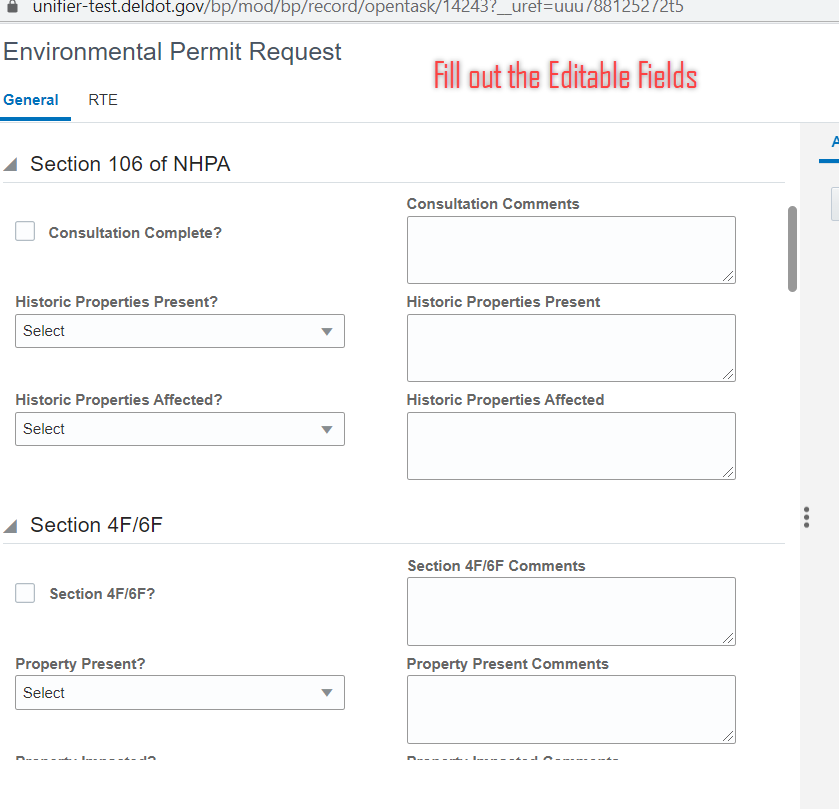 unifier-test.deldot.gov/bp/mod/bp/record/opentask/14243?__uref=uuu788125272t5
Environmental Permit Request
Fill out the Editable Fields
General RTE
A
Section 106 of NHPA
Consultation Comments
Consultation Complete?
Historic Properties Present? Historic Properties Present
Select
Historic Properties Affected? Historic Properties Affected
Select
Section 4F/6F
Section 4F/6F Comments
Section 4F/6F?
Property Present? Property Present Comments
Select
Property Impacted? Property Impacted Comments